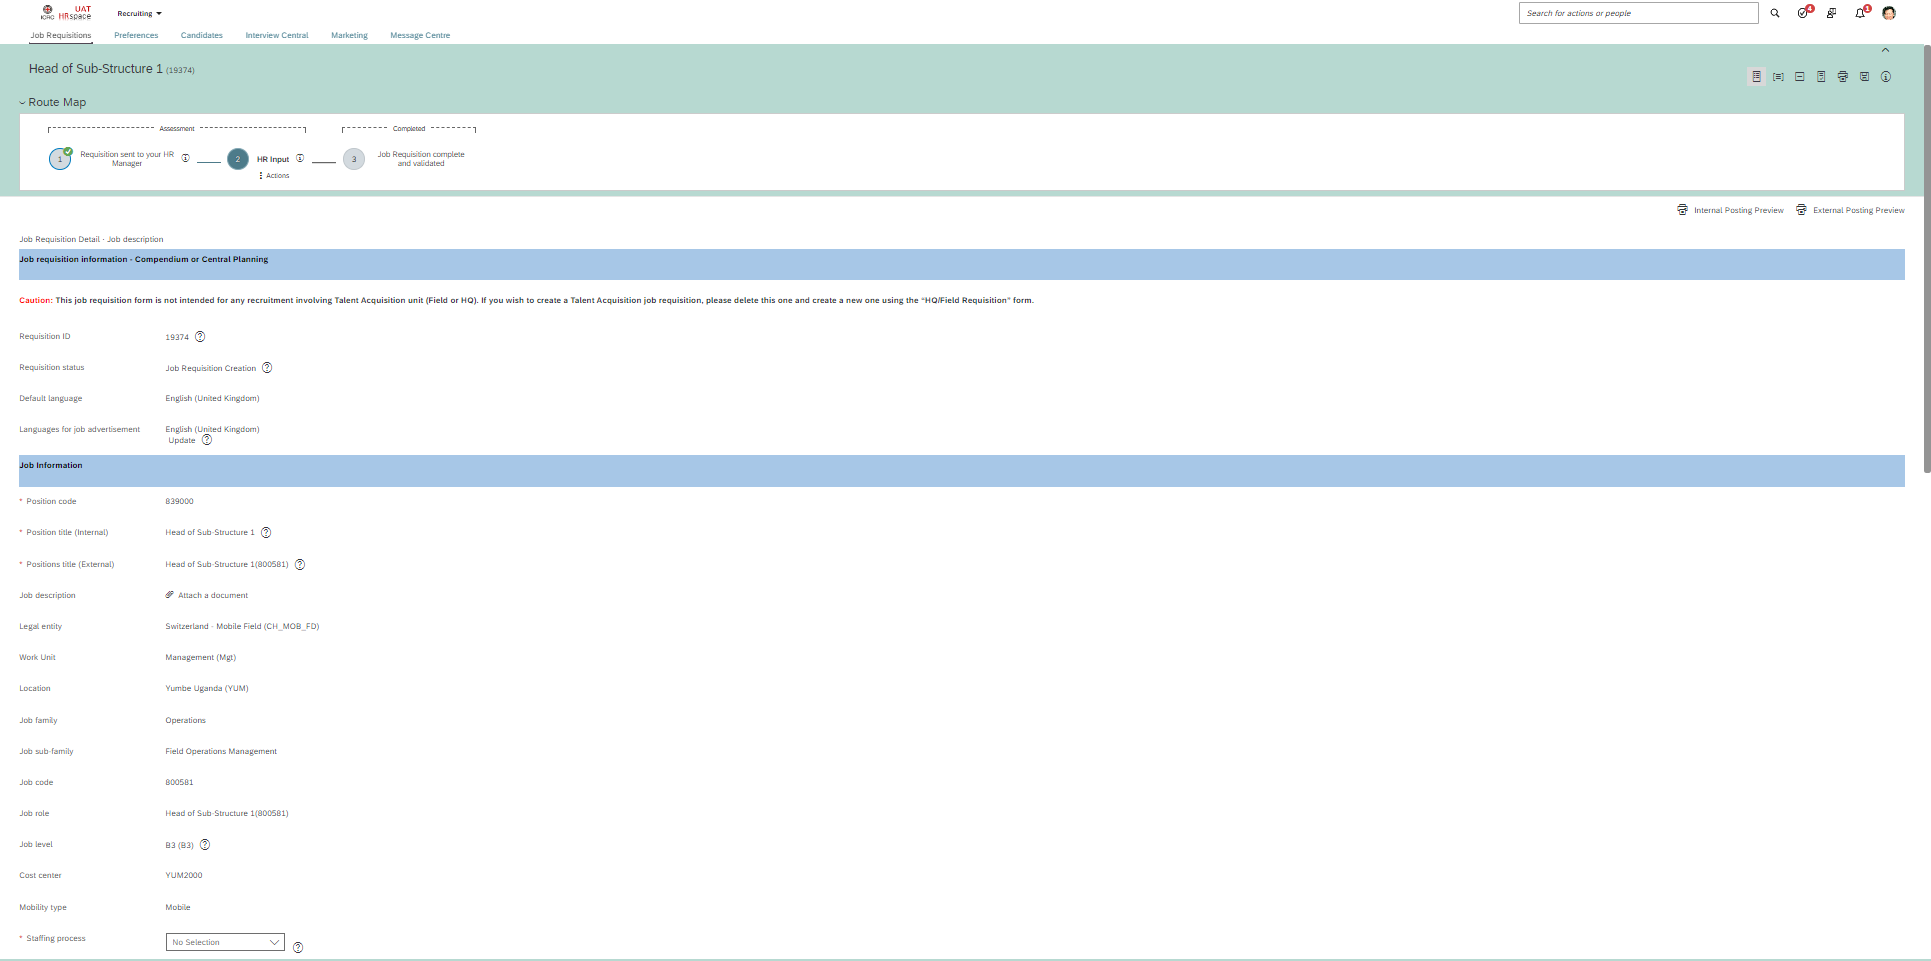 ICRC UAT HRspace
Recruiting
Search for actions or people
4
1
Job Requisitions Preferences Candidates Interview Central Marketing Message Centre
Head of Sub-Structure 1 (19374)
Route Map
Assessment Completed
1 Requisition sent to your HR Manager
2 HR Input
Actions
3 Job Requisition complete and validated
Internal Posting Preview External Posting Preview
Job Requisition Detail - Job description
Job requisition information - Compendium or Central Planning
Caution: This job requisition form is not intended for any recruitment involving Talent Acquisition unit (Field or HQ). If you wish to create a Talent Acquisition job requisition, please delete this one and create a new one using the "HQ/Field Requisition" form.
Requisition ID 19374
Requisition status Job Requisition Creation
Default language English (United Kingdom)
Languages for job advertisement English (United Kingdom)
Update
Job Information
* Position code 839000
* Position title (Internal) Head of Sub-Structure 1
* Positions title (External) Head of Sub-Structure 1(800581)
Job description Attach a document
Legal entity Switzerland - Mobile Field (CH_MOB_FD)
Work Unit Management (Mgt)
Location Yumbe Uganda (YUM)
Job family Operations
Job sub-family Field Operations Management
Job code 800581
Job role Head of Sub-Structure 1(800581)
Job level B3 (B3)
Cost center YUM2000
Mobility type Mobile
* Staffing process No Selection